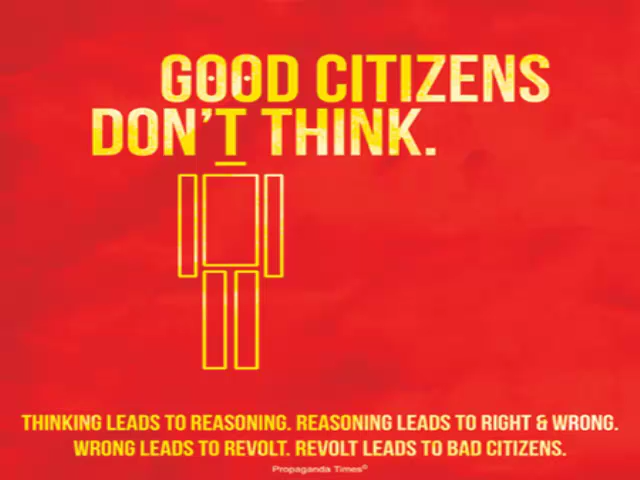 GOOD CITIZENS
DON'T THINK.
THINKING LEADS TO REASONING. REASONING LEADS TO RIGHT & WRONG.
WRONG LEADS TO REVOLT. REVOLT LEADS TO BAD CITIZENS.
Propaganda Times©